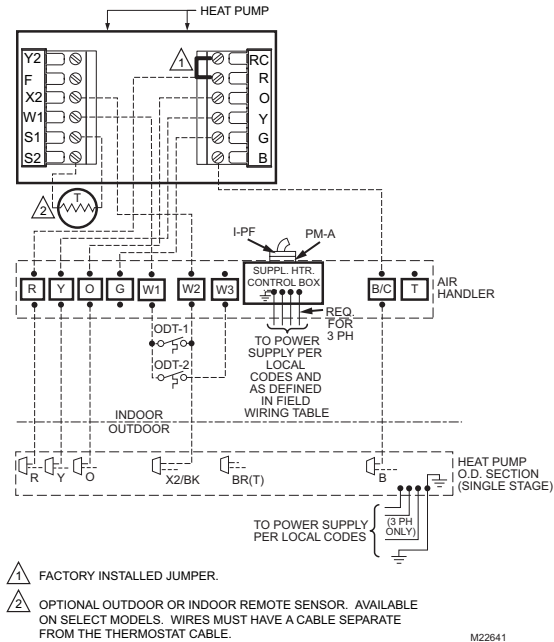 HEAT PUMP
1
Y2
F
X2
W1
S1
S2
RC
R
O
Y
G
B
2
T
I-PF
PM-A
R
Y
O
G
W1
W2
W3
SUPPL. HTR.
CONTROL BOX
B/C
T
AIR
HANDLER
REQ.
FOR
3 PH
ODT-1
ODT-2
TO POWER
SUPPLY PER
LOCAL
CODES AND
AS DEFINED
IN FIELD
WIRING TABLE
INDOOR
OUTDOOR
R
Y
O
X2/BK
BR(T)
B
HEAT PUMP
O.D. SECTION
(SINGLE STAGE)
TO POWER SUPPLY
PER LOCAL CODES
(3 PH
ONLY)
1 FACTORY INSTALLED JUMPER.
2 OPTIONAL OUTDOOR OR INDOOR REMOTE SENSOR. AVAILABLE
ON SELECT MODELS. WIRES MUST HAVE A CABLE SEPARATE
FROM THE THERMOSTAT CABLE.
M22641